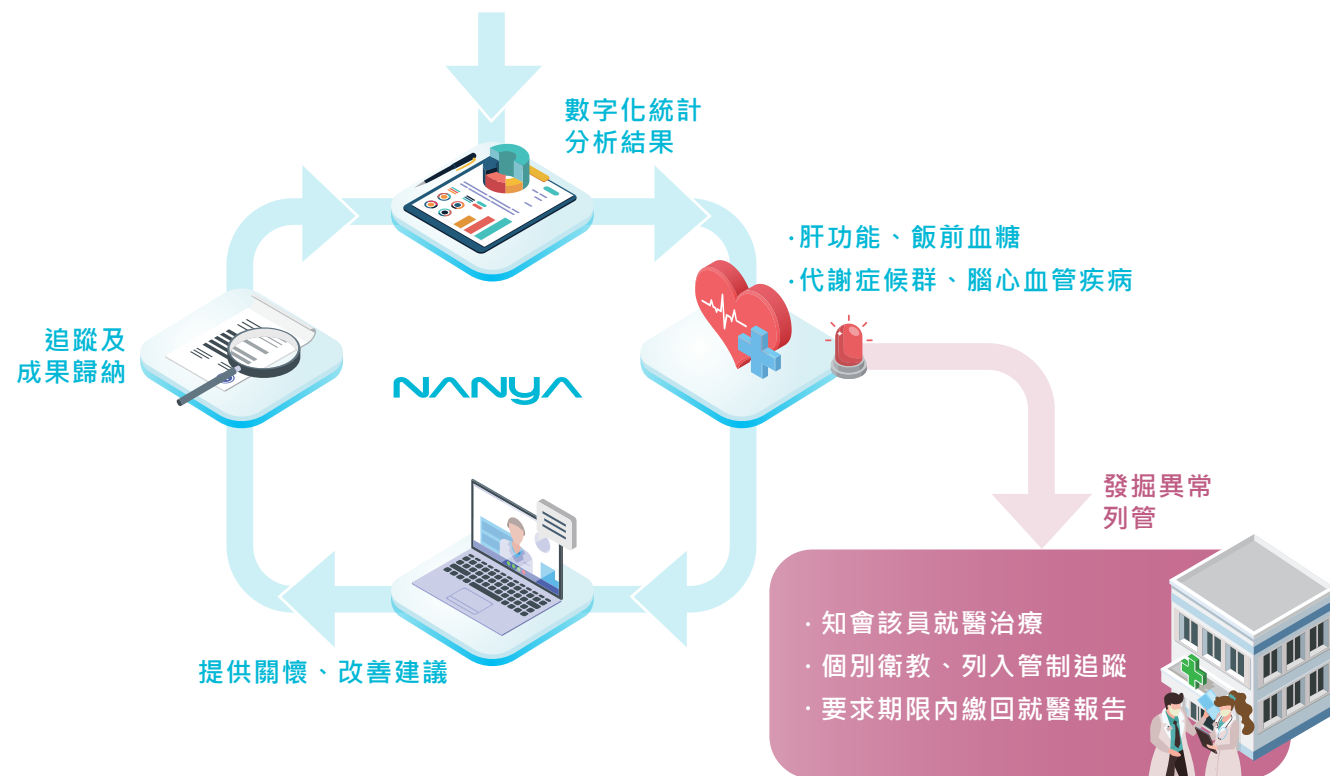 數字化統計
分析結果
·肝功能、飯前血糖
·代謝症候群、腦心血管疾病
追蹤及
成果歸納
NANYA
發掘異常
列管
·知會該員就醫治療
·個別衛教、列入管制追蹤
·要求期限內繳回就醫報告
提供關懷、改善建議